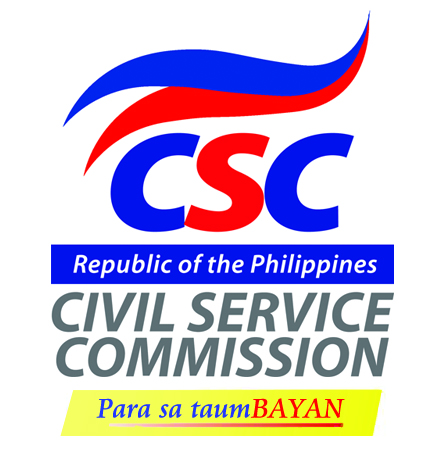 CSC
Republic of the Philippines
CIVIL SERVICE
COMMISSION
Para sa taumBAYAN